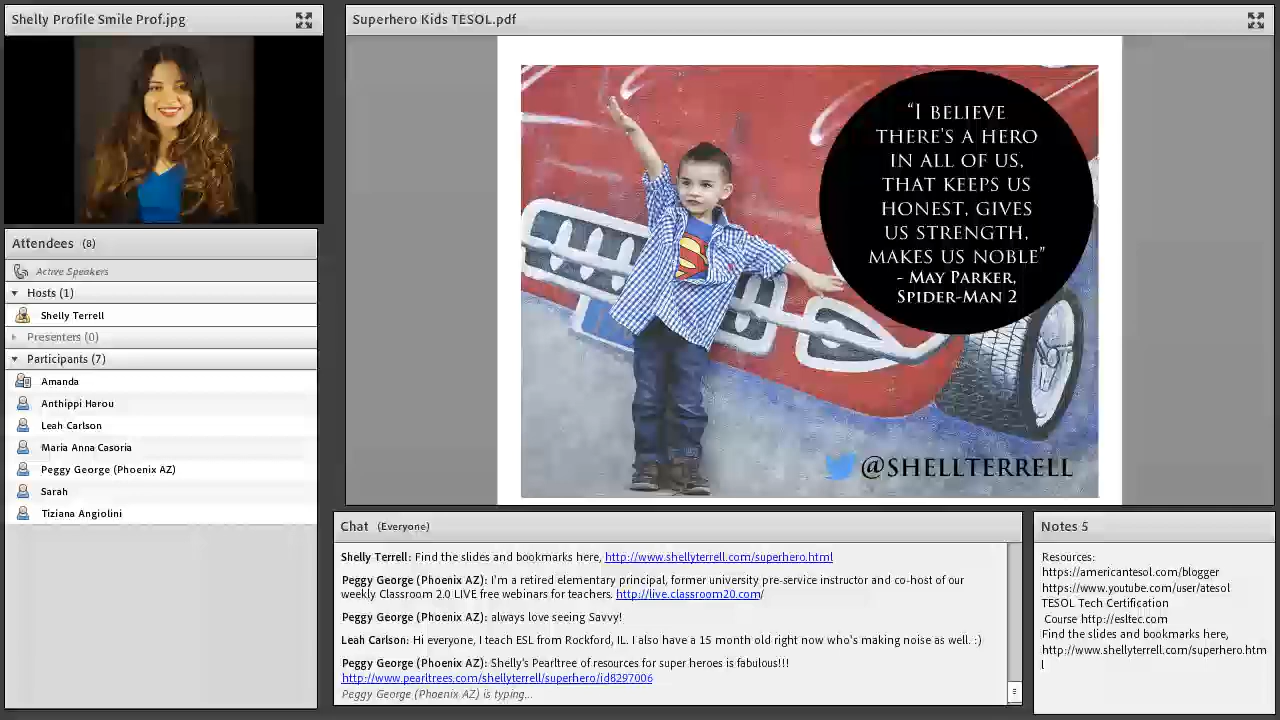 Shelly Profile Smile Prof.jpg
Superhero Kids TESOL.pdf
“I BELIEVE
THERE'S A HERO
IN ALL OF US,
THAT KEEPS US
HONEST, GIVES
US STRENGTH,
MAKES US NOBLE”
- MAY PARKER,
SPIDER-MAN 2
@SHELLTERRELL
Attendees (8)
Active Speakers
Hosts (1)
Shelly Terrell
Presenters (0)
Participants (7)
Amanda
Anthippi Harou
Leah Carlson
Maria Anna Casoria
Peggy George (Phoenix AZ)
Sarah
Tiziana Angiolini
Chat (Everyone)
Shelly Terrell: Find the slides and bookmarks here, http://www.shellyterrell.com/superhero.html
Peggy George (Phoenix AZ): I'm a retired elementary principal, former university pre-service instructor and co-host of our
weekly Classroom 2.0 LIVE free webinars for teachers. http://live.classroom20.com/
Peggy George (Phoenix AZ): always love seeing Savvy!
Leah Carlson: Hi everyone, I teach ESL from Rockford, IL. I also have a 15 month old right now who's making noise as well. :)
Peggy George (Phoenix AZ): Shelly's Pearltree of resources for super heroes is fabulous!!!
http://www.pearltrees.com/shellyterrell/superhero/id8297006
Peggy George (Phoenix AZ) is typing...
Notes 5
Resources:
https://americantesol.com/blogger
https://www.youtube.com/user/atesol
TESOL Tech Certification
Course http://esltec.com
Find the slides and bookmarks here,
http://www.shellyterrell.com/superhero.htm
l